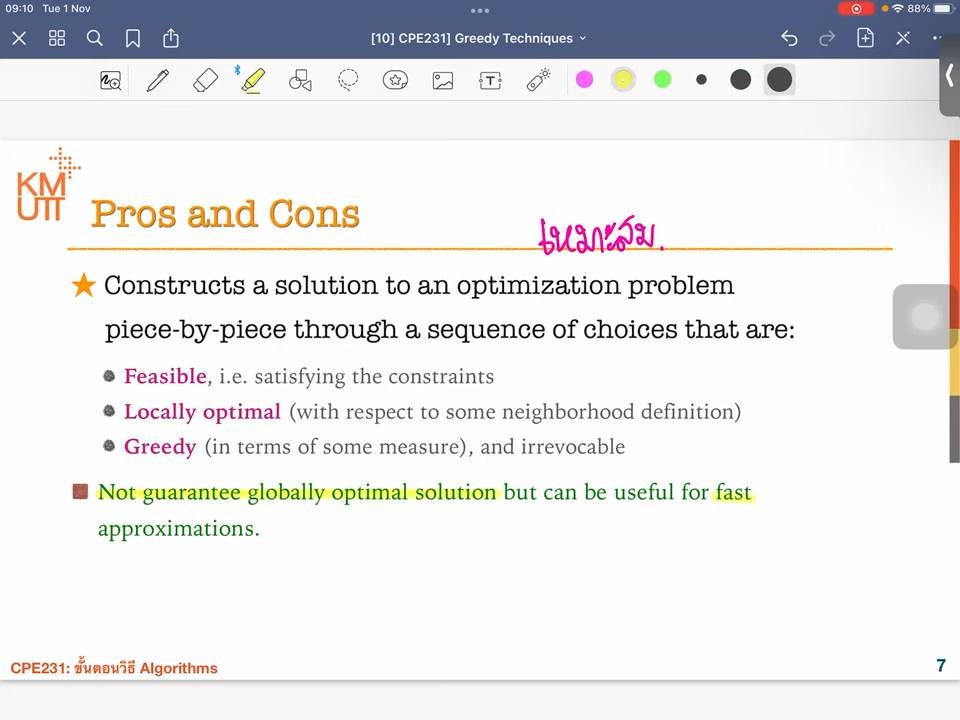 09:10 Tue 1 Nov
88%
[10] CPE231] Greedy Techniques
T
KM
UTT
Pros and Cons
เหมาะสม.
Constructs a solution to an optimization problem
piece-by-piece through a sequence of choices that are:
Feasible, i.e. satisfying the constraints
Locally optimal (with respect to some neighborhood definition)
Greedy (in terms of some measure), and irrevocable
Not guarantee globally optimal solution but can be useful for fast
approximations.
CPE231: ขั้นตอนวิธี Algorithms
7